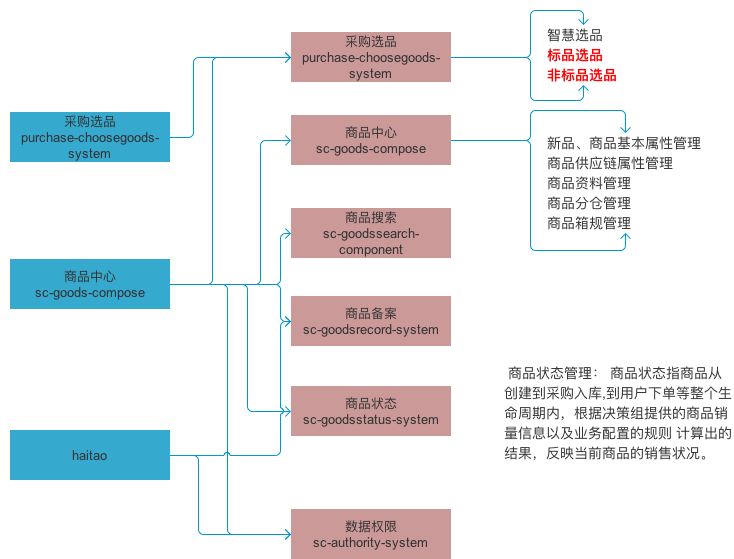 采购选品
purchase-choosegoods-
system
商品中心
sc-goods-compose
haitao
采购选品
purchase-choosegoods-
system
商品中心
sc-goods-compose
商品搜索
sc-goodssearch-
component
商品备案
sc-goodsrecord-system
商品状态
sc-goodsstatus-system
数据权限
sc-authority-system
智慧选品
标品选品
非标品选品
新品、商品基本属性管理
商品供应链属性管理
商品资料管理
商品分仓管理
商品箱规管理
商品状态管理： 商品状态指商品从
创建到采购入库,到用户下单等整个生
命周期内，根据决策组提供的商品销
量信息以及业务配置的规则 计算出的
结果，反映当前商品的销售状况。